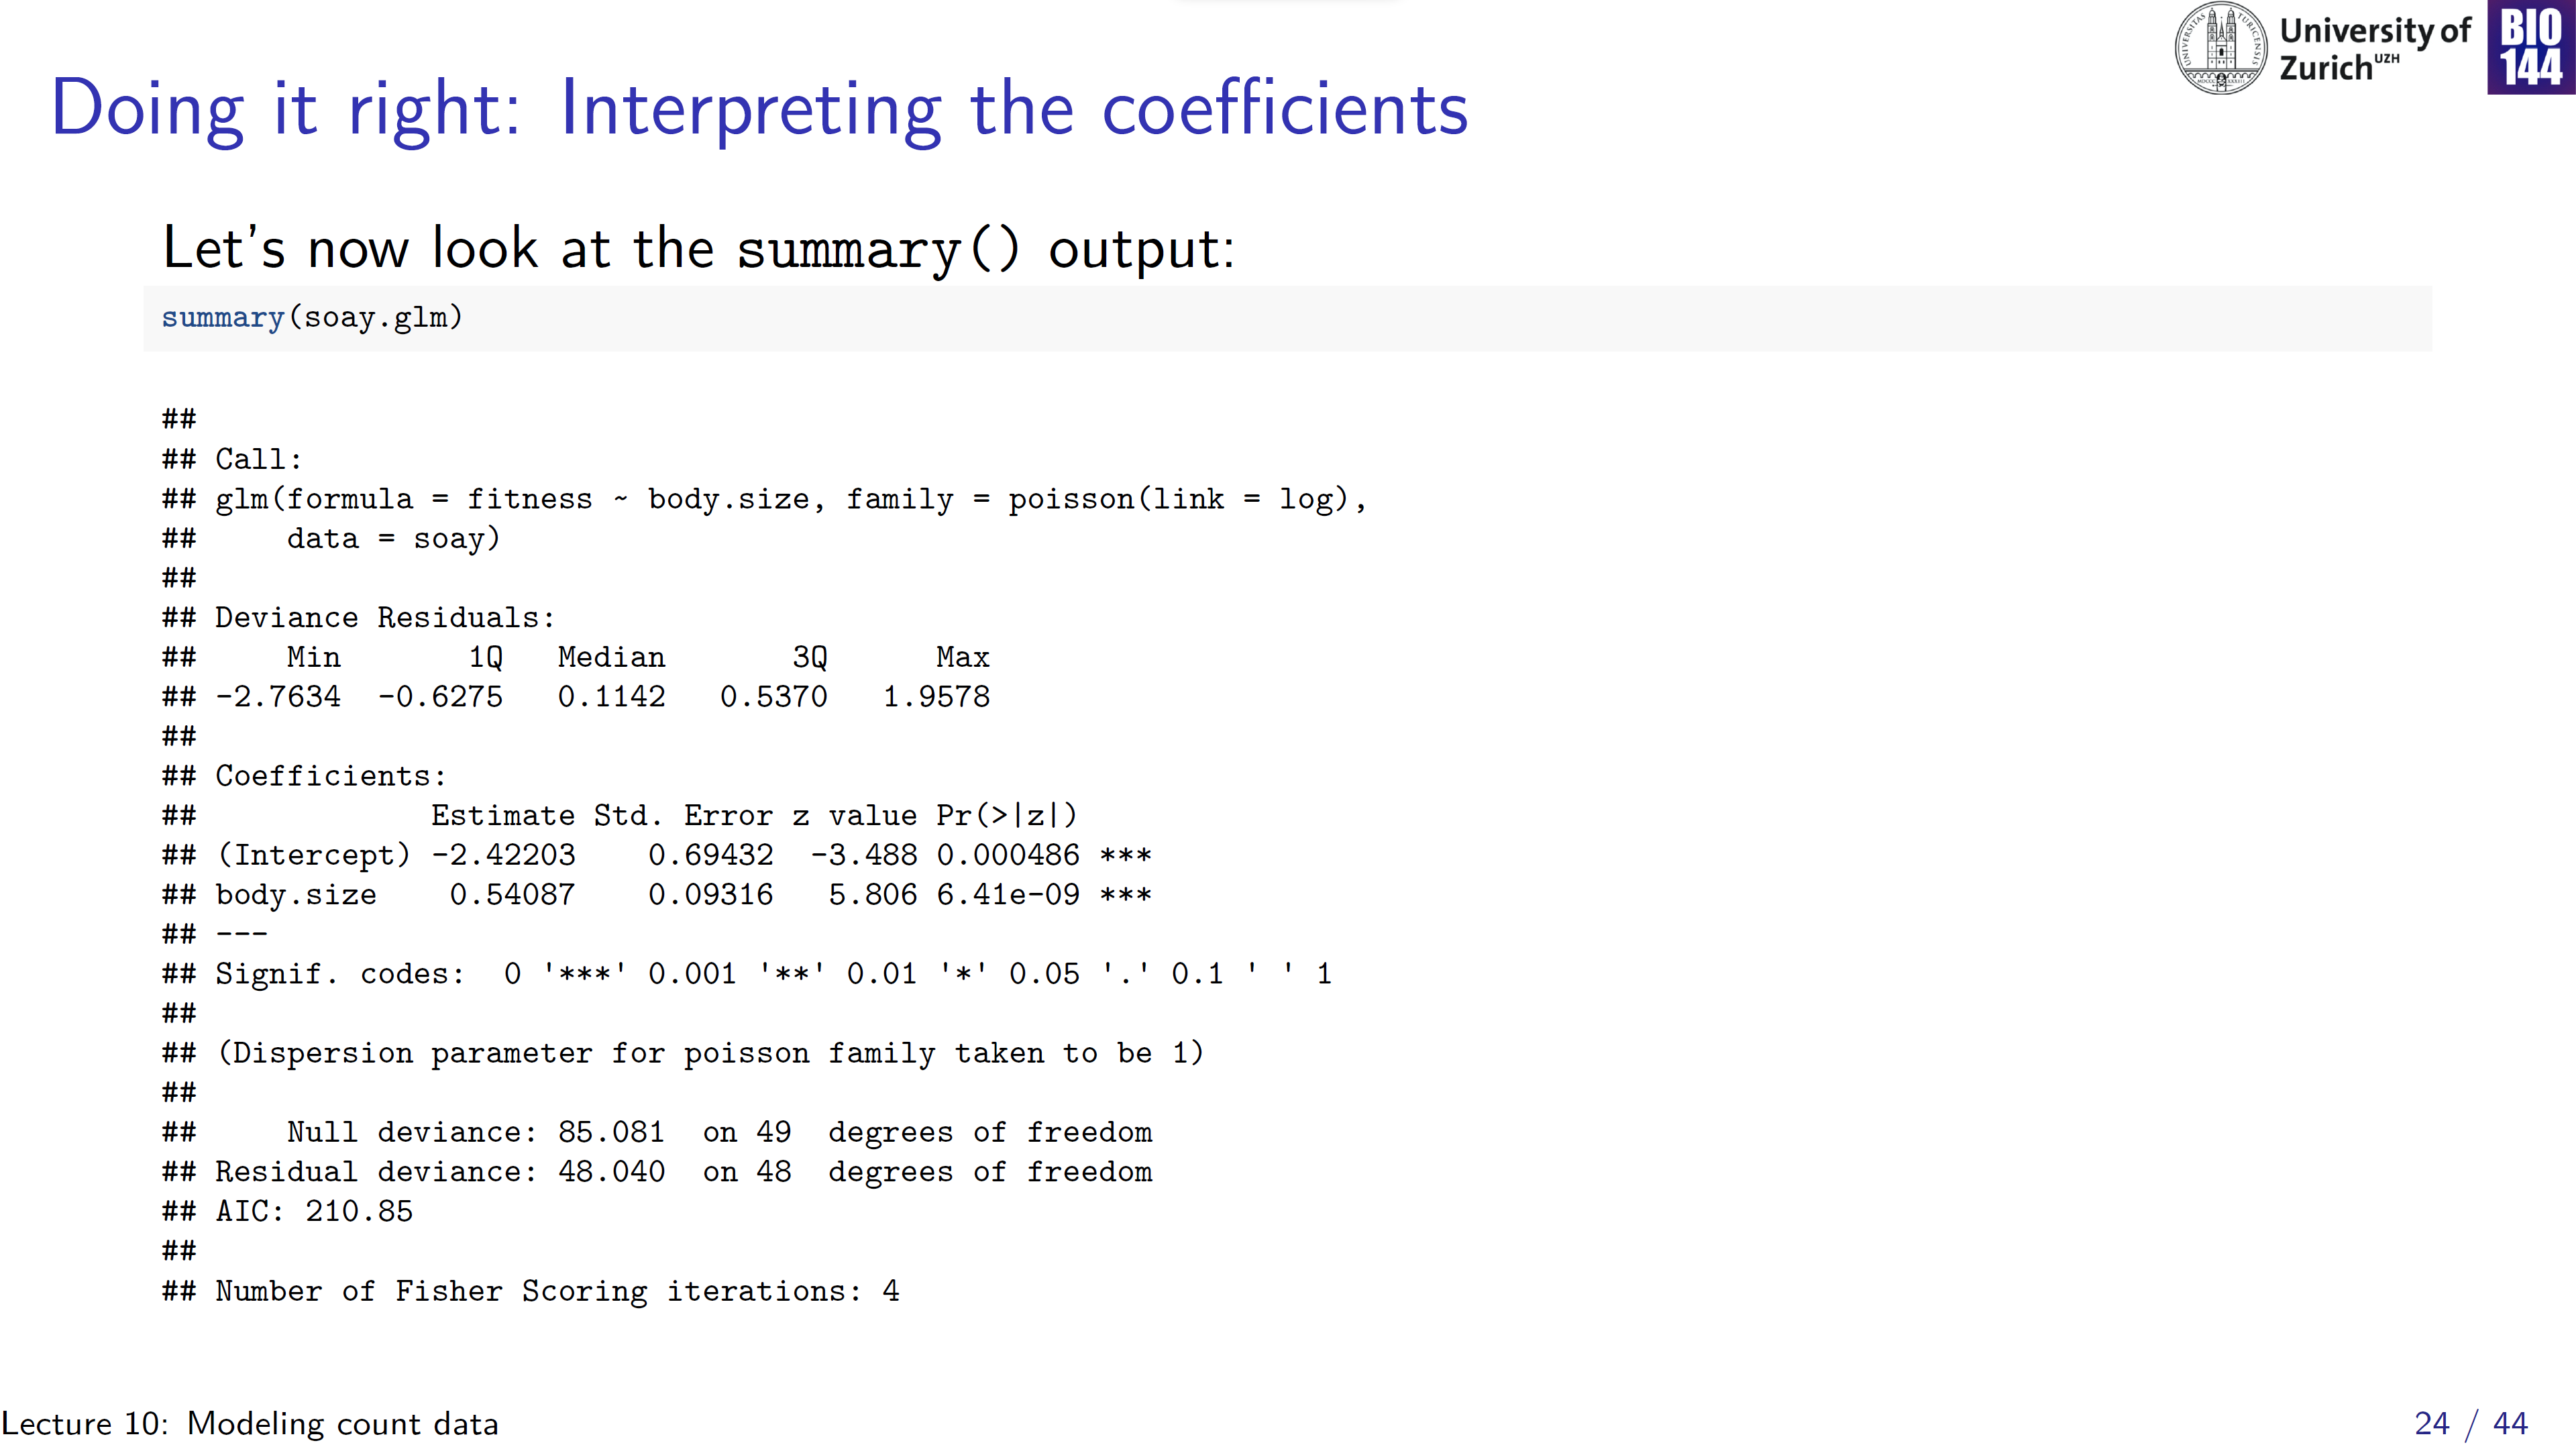 University of
Zurich UZH
BIO
144
Doing it right: Interpreting the coefficients
Let's now look at the summary() output:
summary(soay.glm)
##
## Call:
## glm(formula = fitness ~ body.size, family = poisson(link = log),
##     data = soay)
##
## Deviance Residuals:
##     Min       1Q   Median       3Q      Max
## -2.7634  -0.6275   0.1142   0.5370   1.9578
##
## Coefficients:
##             Estimate Std. Error z value Pr(>|z|)
## (Intercept) -2.42203    0.69432  -3.488 0.000486 ***
## body.size    0.54087    0.09316   5.806 6.41e-09 ***
## ---
## Signif. codes:  0 '***' 0.001 '**' 0.01 '*' 0.05 '.' 0.1 ' ' 1
##
## (Dispersion parameter for poisson family taken to be 1)
##
##     Null deviance: 85.081  on 49  degrees of freedom
## Residual deviance: 48.040  on 48  degrees of freedom
## AIC: 210.85
##
## Number of Fisher Scoring iterations: 4
Lecture 10: Modeling count data
24 / 44